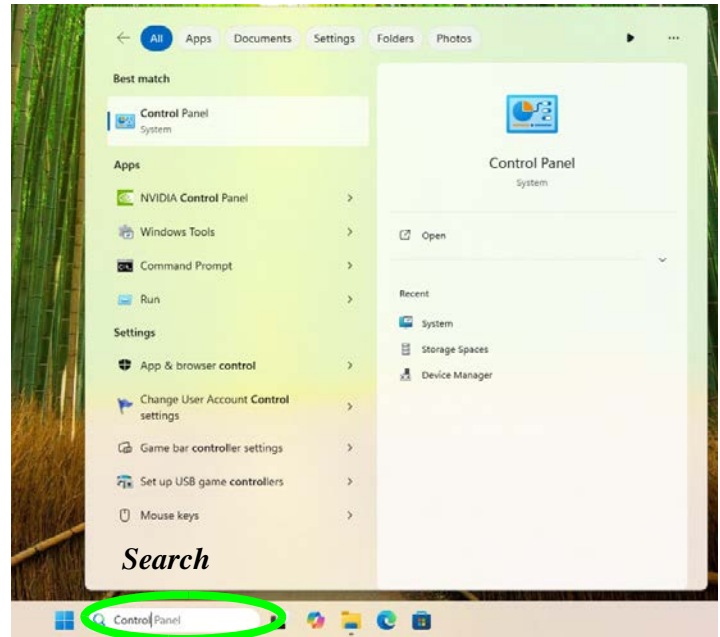 All Apps Documents Settings Folders Photos
Best match
Control Panel
System
Apps
NVIDIA Control Panel
Windows Tools
Command Prompt
Run
Settings
App & browser control
Change User Account Control
settings
Game bar controller settings
Set up USB game controllers
Mouse keys
Control Panel
System
Open
Recent
System
Storage Spaces
Device Manager
Search
Control Panel